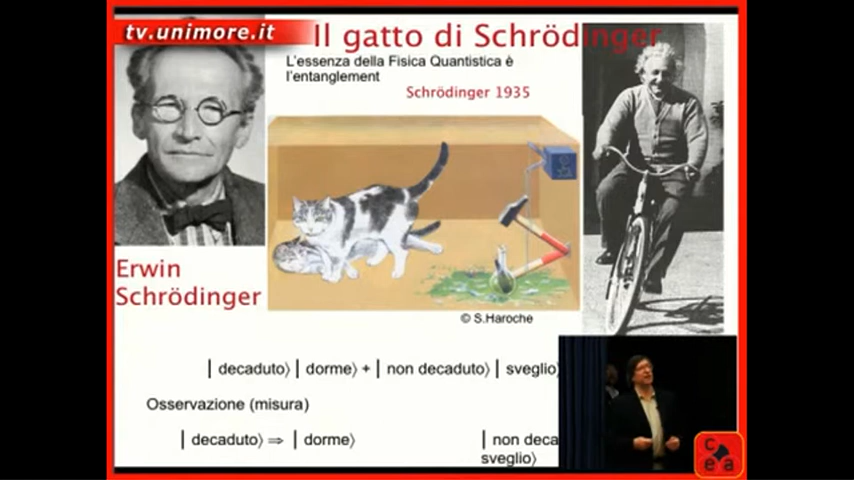 tv.unimore.it
Il gatto di Schrödinger
L'essenza della Fisica Quantistica è
l'entanglement
Schrödinger 1935
Erwin
Schrödinger
© S.Haroche
| decaduto⟩ | dorme⟩ + | non decaduto⟩ | sveglio⟩
Osservazione (misura)
| decaduto⟩ ⇒ | dorme⟩
| non deca
sveglio⟩
c
e a